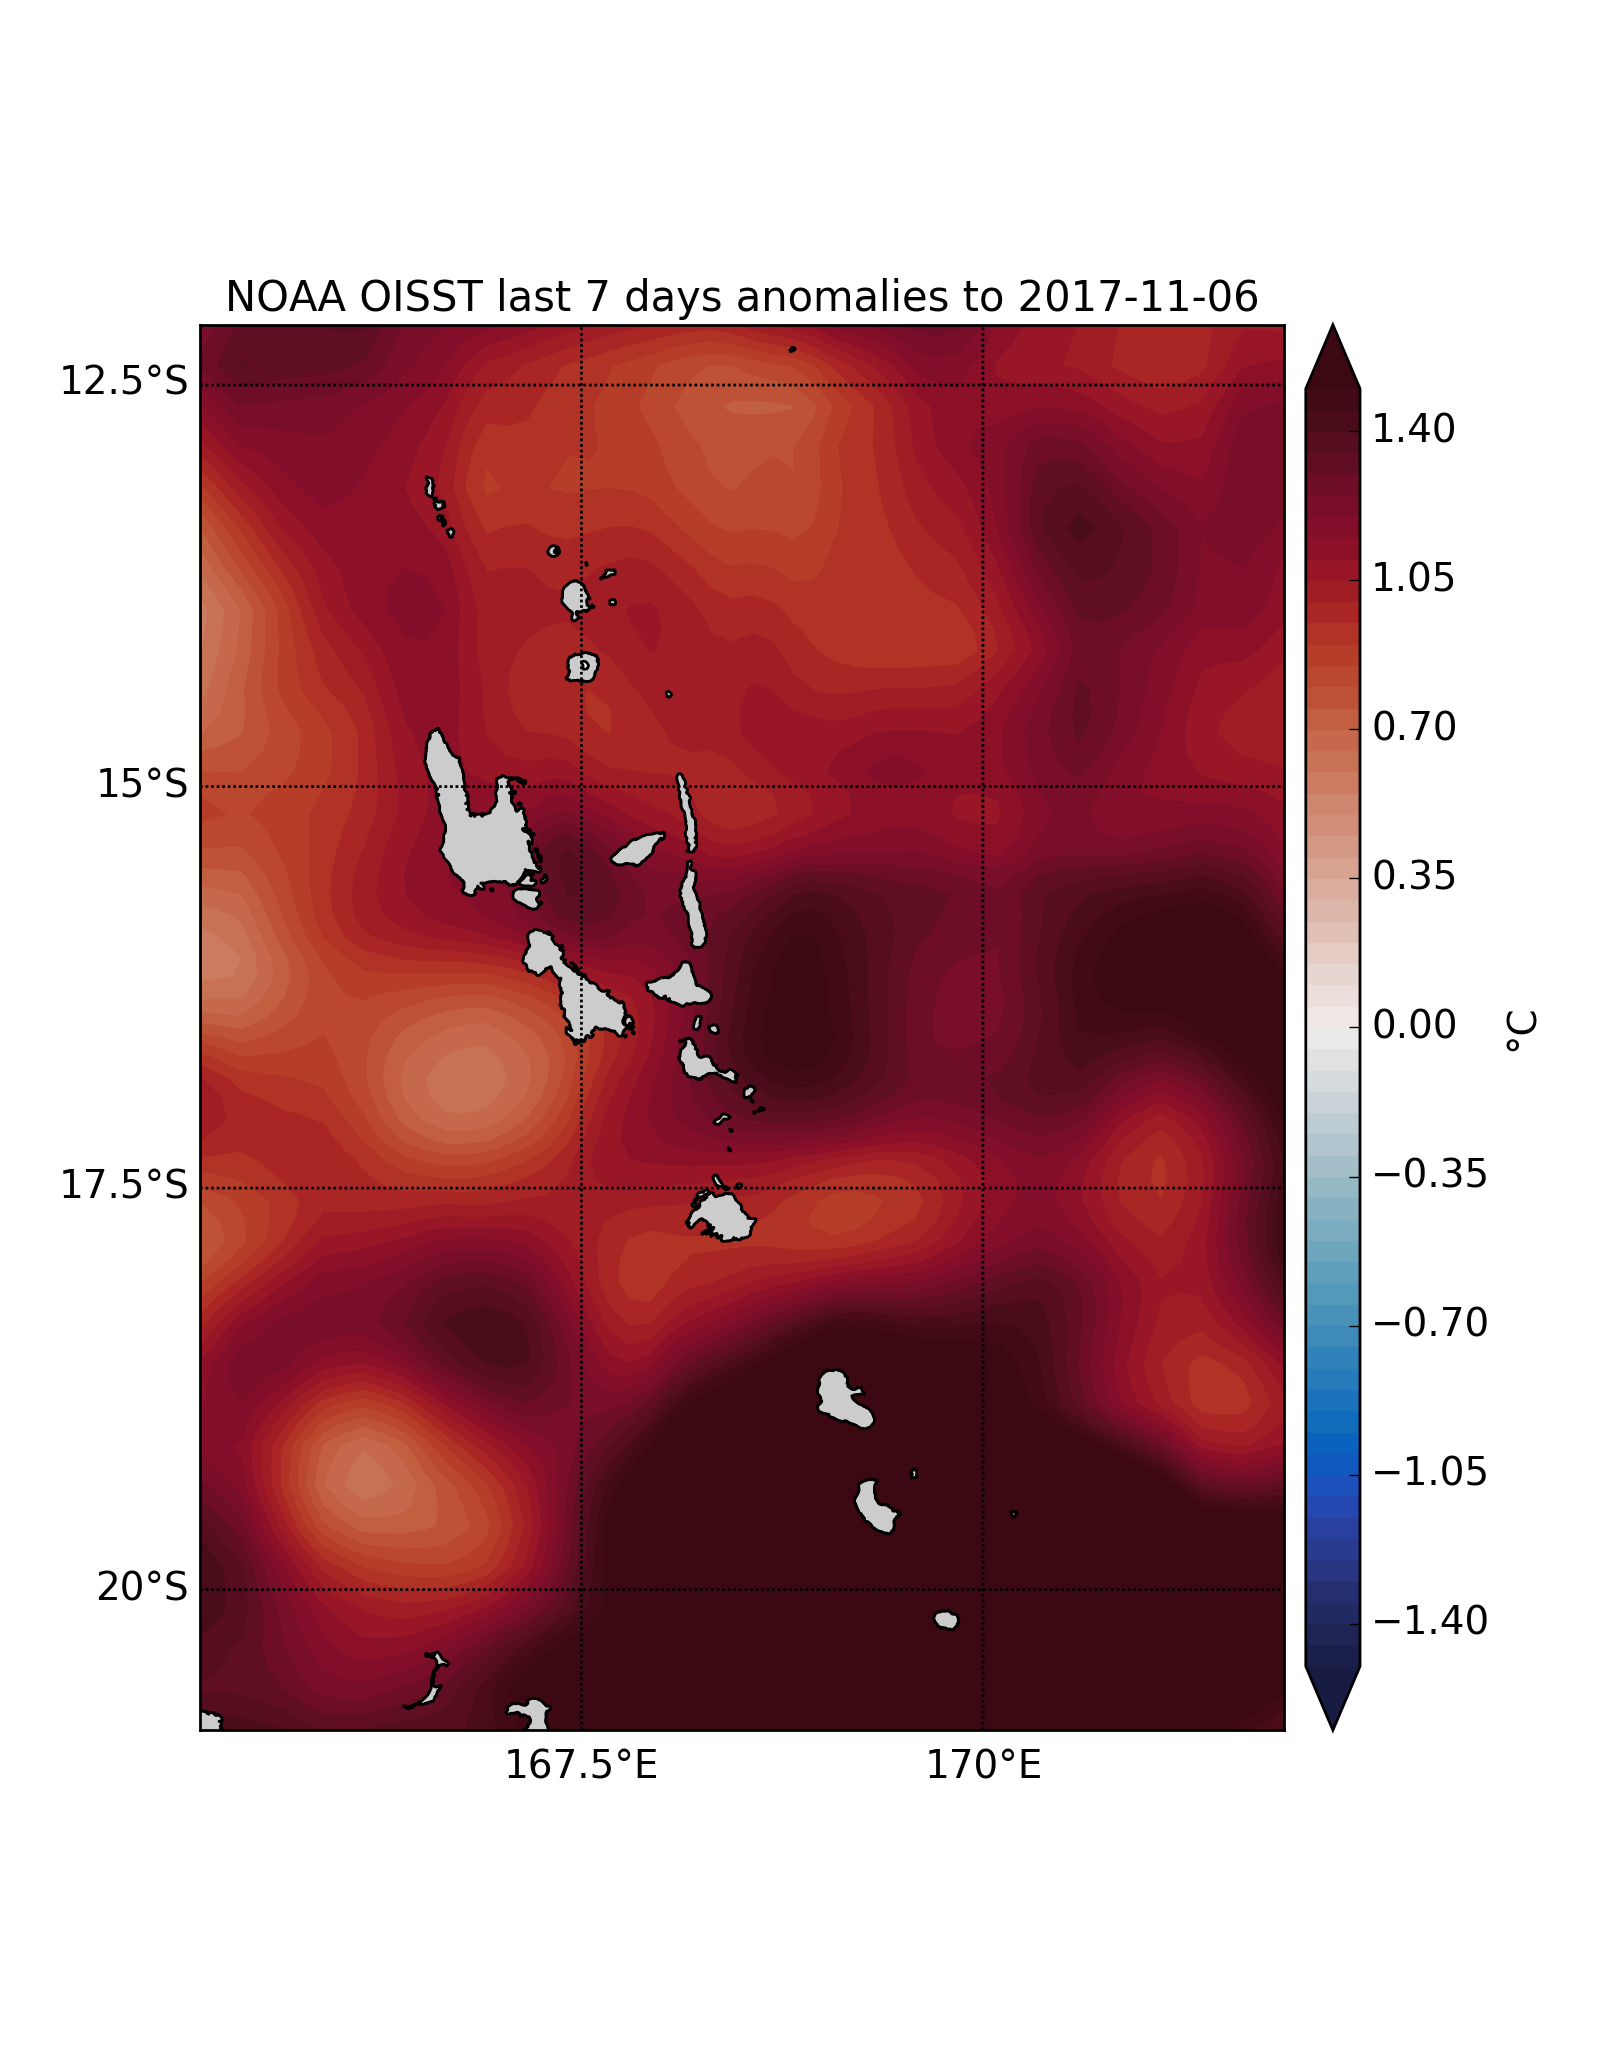 NOAA OISST last 7 days anomalies to 2017-11-06
12.5°S
15°S
17.5°S
20°S
167.5°E
170°E
1.40
1.05
0.70
0.35
0.00
−0.35
−0.70
−1.05
−1.40
°C